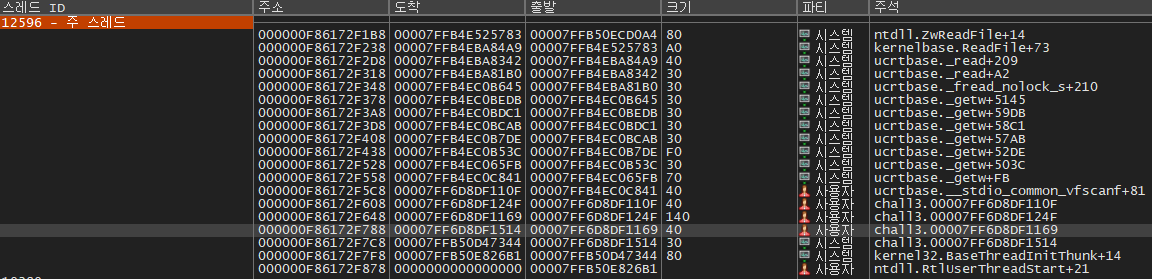 스레드 ID 주소 도착 출발 크기 파티 주석
12596 - 주 스레드
000000F86172F1B8 00007FFB4E525783 00007FFB50ECD0A4 80 시스템 ntdll.ZwReadFile+14
000000F86172F238 00007FFB4EBA84A9 00007FFB4E525783 A0 시스템 kernelbase.ReadFile+73
000000F86172F2D8 00007FFB4EBA8342 00007FFB4EBA84A9 40 시스템 ucrtbase._read+209
000000F86172F318 00007FFB4EBA81B0 00007FFB4EBA8342 30 시스템 ucrtbase._read+A2
000000F86172F348 00007FFB4EC0B645 00007FFB4EBA81B0 30 시스템 ucrtbase._fread_nolock_s+210
000000F86172F378 00007FFB4EC0BEDB 00007FFB4EC0B645 30 시스템 ucrtbase._getw+5145
000000F86172F3A8 00007FFB4EC0BDC1 00007FFB4EC0BEDB 30 시스템 ucrtbase._getw+59DB
000000F86172F3D8 00007FFB4EC0BCAB 00007FFB4EC0BDC1 30 시스템 ucrtbase._getw+58C1
000000F86172F408 00007FFB4EC0B7DE 00007FFB4EC0BCAB 30 시스템 ucrtbase._getw+57AB
000000F86172F438 00007FFB4EC0B53C 00007FFB4EC0B7DE F0 시스템 ucrtbase._getw+52DE
000000F86172F528 00007FFB4EC065FB 00007FFB4EC0B53C 30 시스템 ucrtbase._getw+503C
000000F86172F558 00007FFB4EC0C841 00007FFB4EC065FB 70 시스템 ucrtbase._getw+FB
000000F86172F5C8 00007FF6D8DF110F 00007FFB4EC0C841 40 사용자 ucrtbase.__stdio_common_vfscanf+81
000000F86172F608 00007FF6D8DF124F 00007FF6D8DF110F 40 사용자 chall3.00007FF6D8DF110F
000000F86172F648 00007FF6D8DF1169 00007FF6D8DF124F 140 사용자 chall3.00007FF6D8DF124F
000000F86172F788 00007FF6D8DF1514 00007FF6D8DF1169 40 사용자 chall3.00007FF6D8DF1169
000000F86172F7C8 00007FFB50D47344 00007FF6D8DF1514 30 시스템 chall3.00007FF6D8DF1514
000000F86172F7F8 00007FFB50E826B1 00007FFB50D47344 80 시스템 kernel32.BaseThreadInitThunk+14
000000F86172F878 0000000000000000 00007FFB50E826B1 사용자 ntdll.RtlUserThreadStart+21